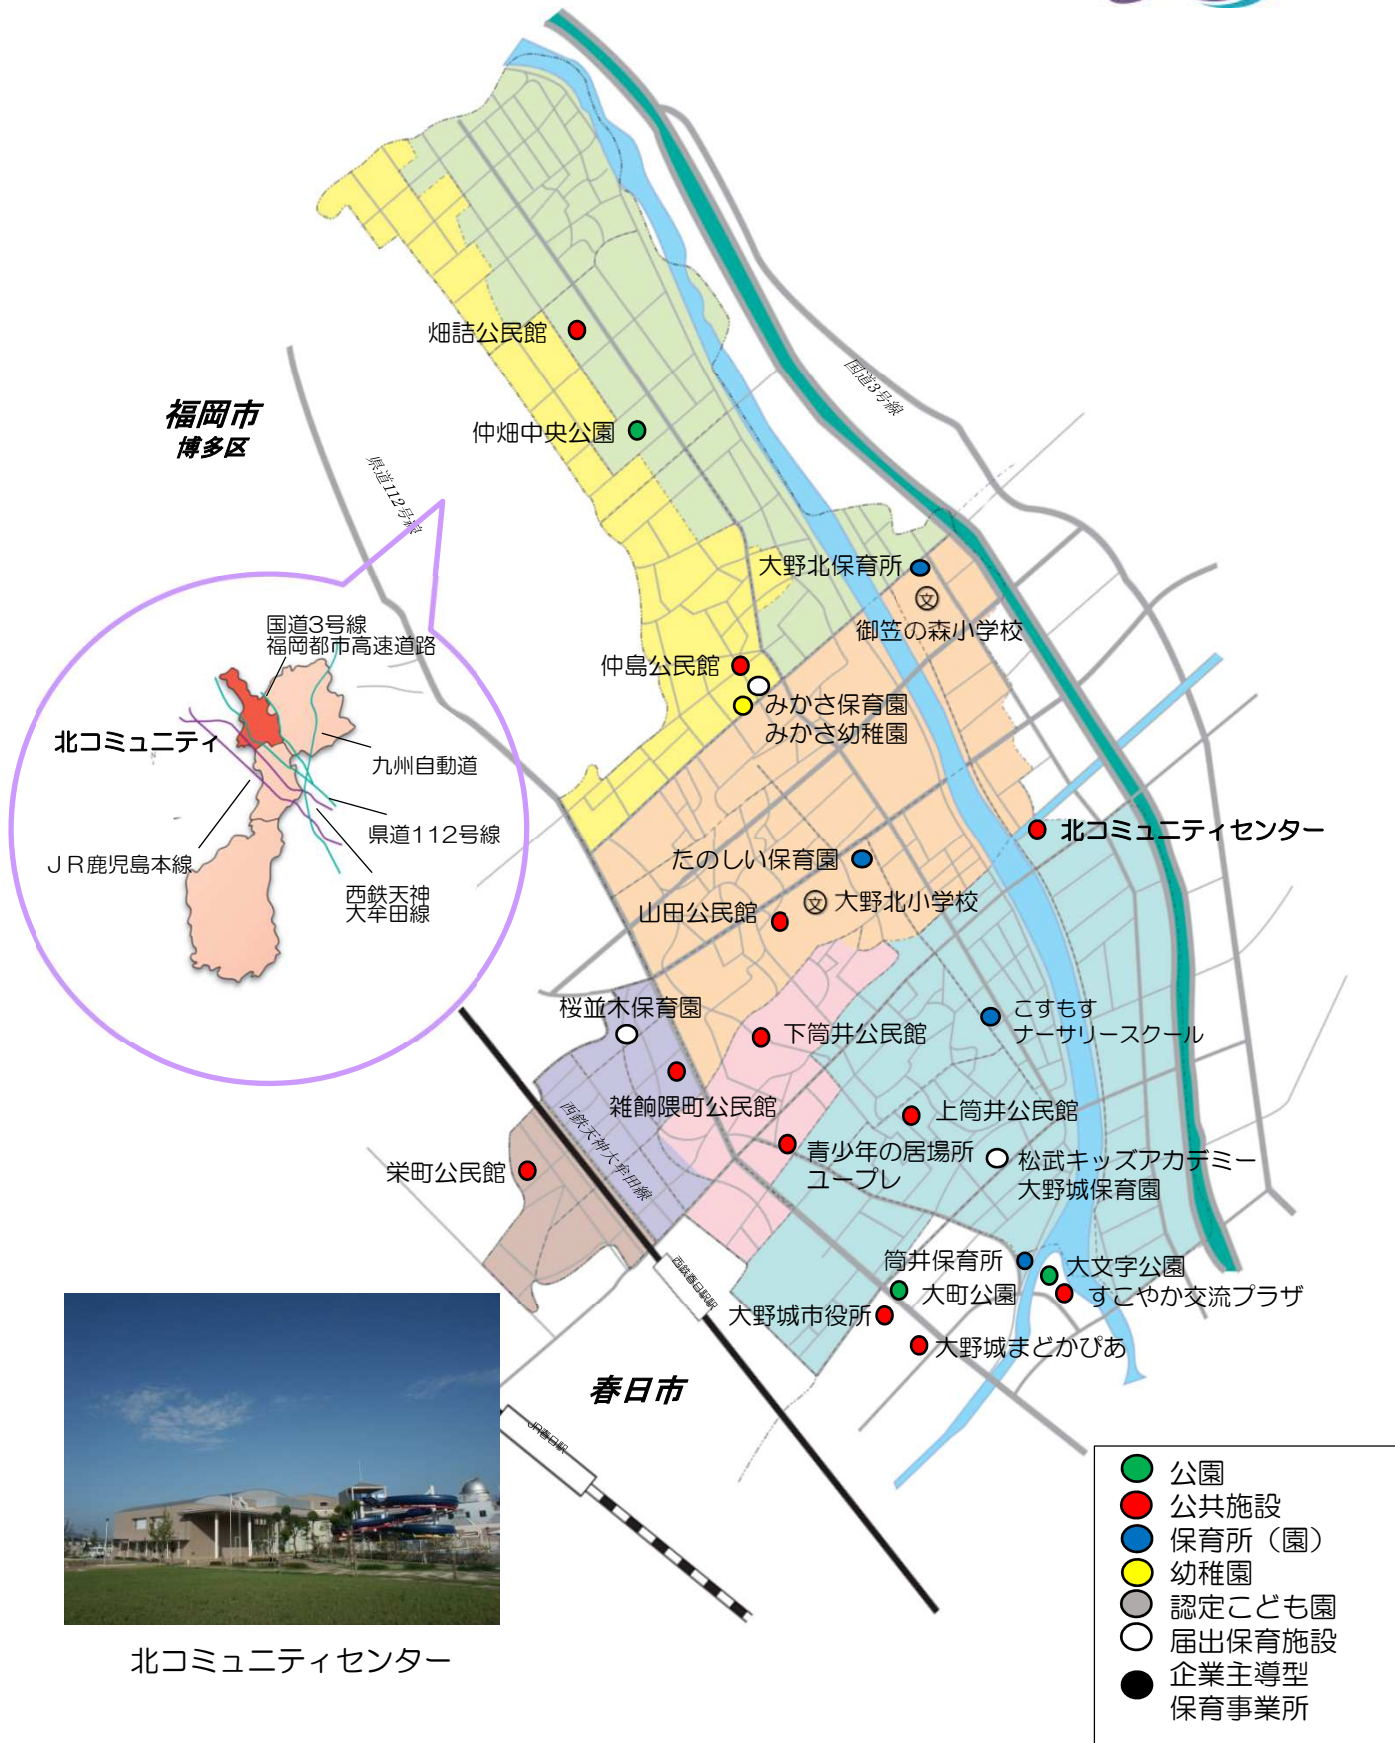 畑詰公民館
国道3号線
福岡市
博多区
仲畑中央公園
県道112号線
大野北保育所
文
御笠の森小学校
国道3号線
福岡都市高速道路
仲島公民館
みかさ保育園
みかさ幼稚園
北コミュニティ
九州自動道
県道112号線
JR鹿児島本線
西鉄天神
大牟田線
北コミュニティセンター
たのしい保育園
文
大野北小学校
山田公民館
桜並木保育園
こすもす
ナーサリースクール
下筒井公民館
雑餉隈町公民館
上筒井公民館
西鉄天神大牟田線
青少年の居場所
ユープレ
松武キッズアカデミー
大野城保育園
栄町公民館
筒井保育所
大文字公園
西鉄春日原駅
大町公園
すこやか交流プラザ
大野城市役所
大野城まどかぴあ
春日市
JR春日駅
公園
公共施設
保育所（園）
幼稚園
認定こども園
届出保育施設
企業主導型
保育事業所
北コミュニティセンター